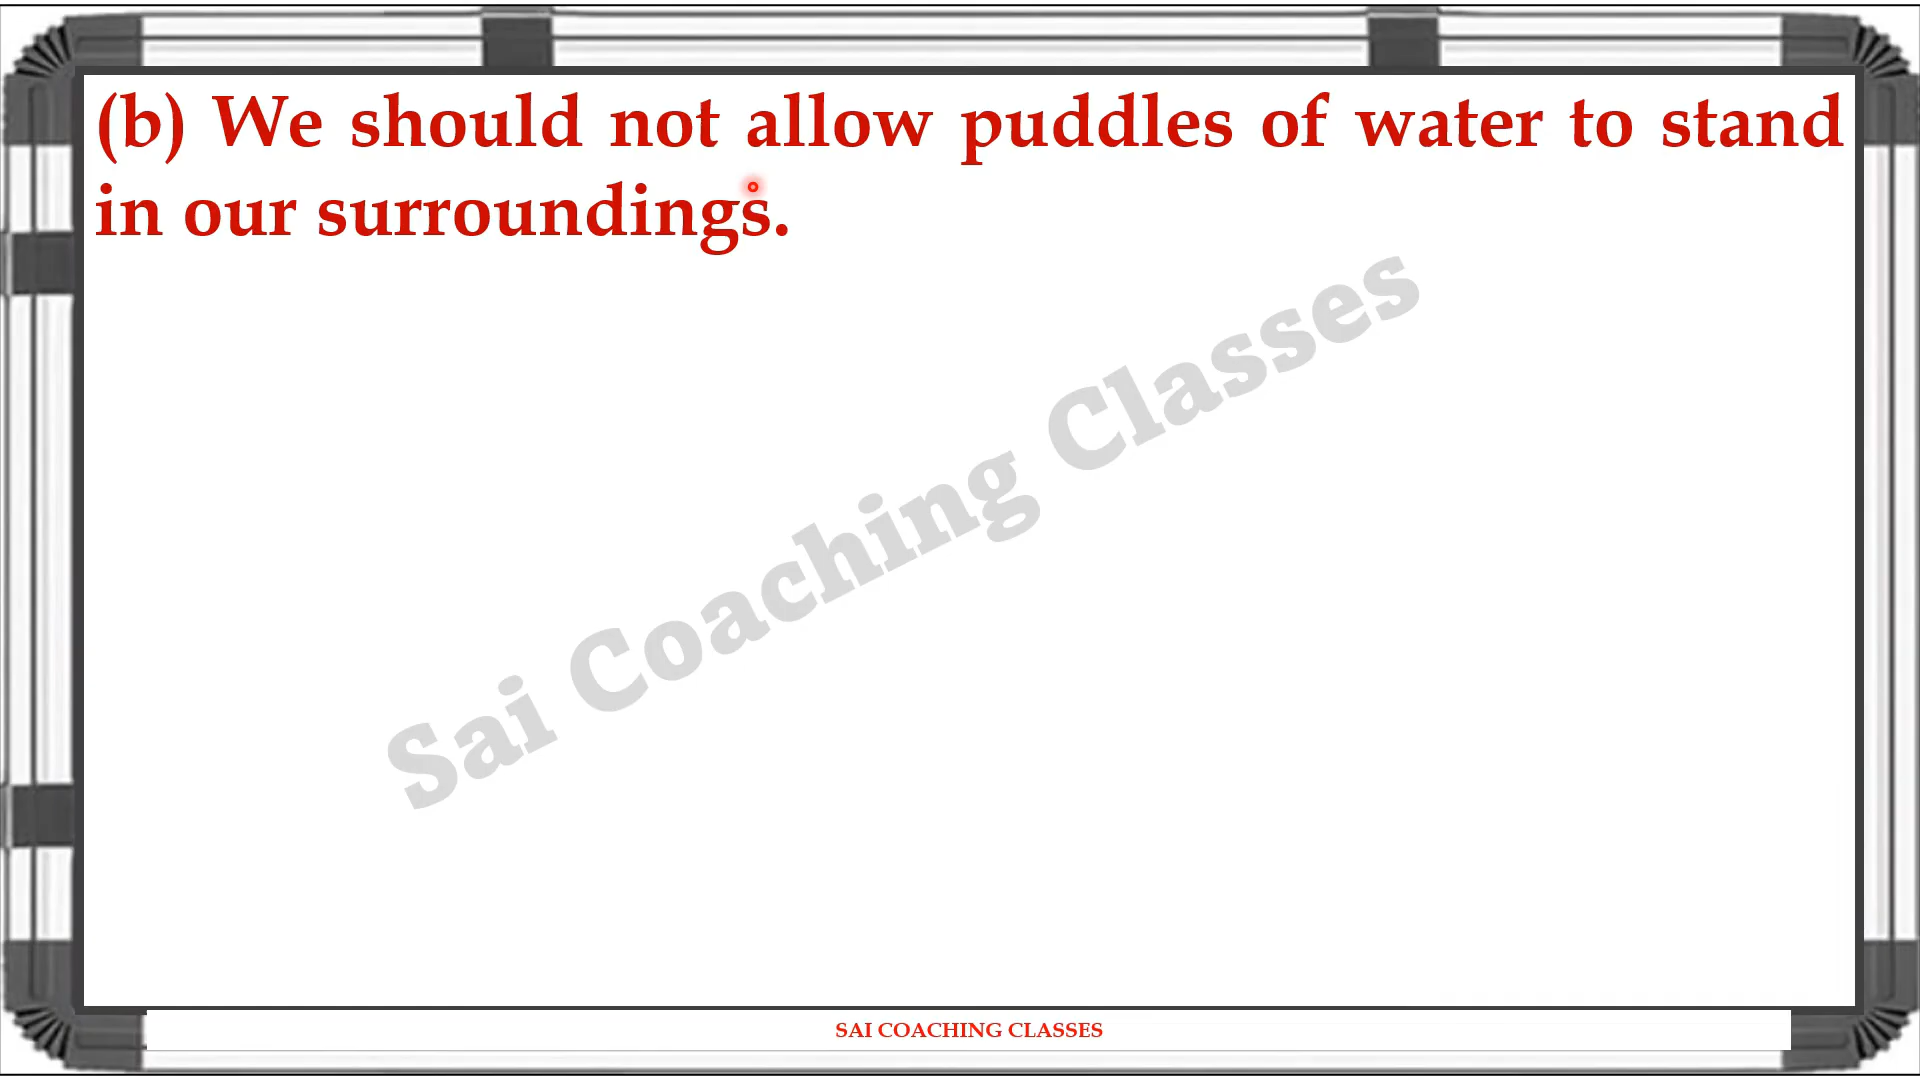 (b) We should not allow puddles of water to stand
in our surroundings.
Sai Coaching Classes
SAI COACHING CLASSES